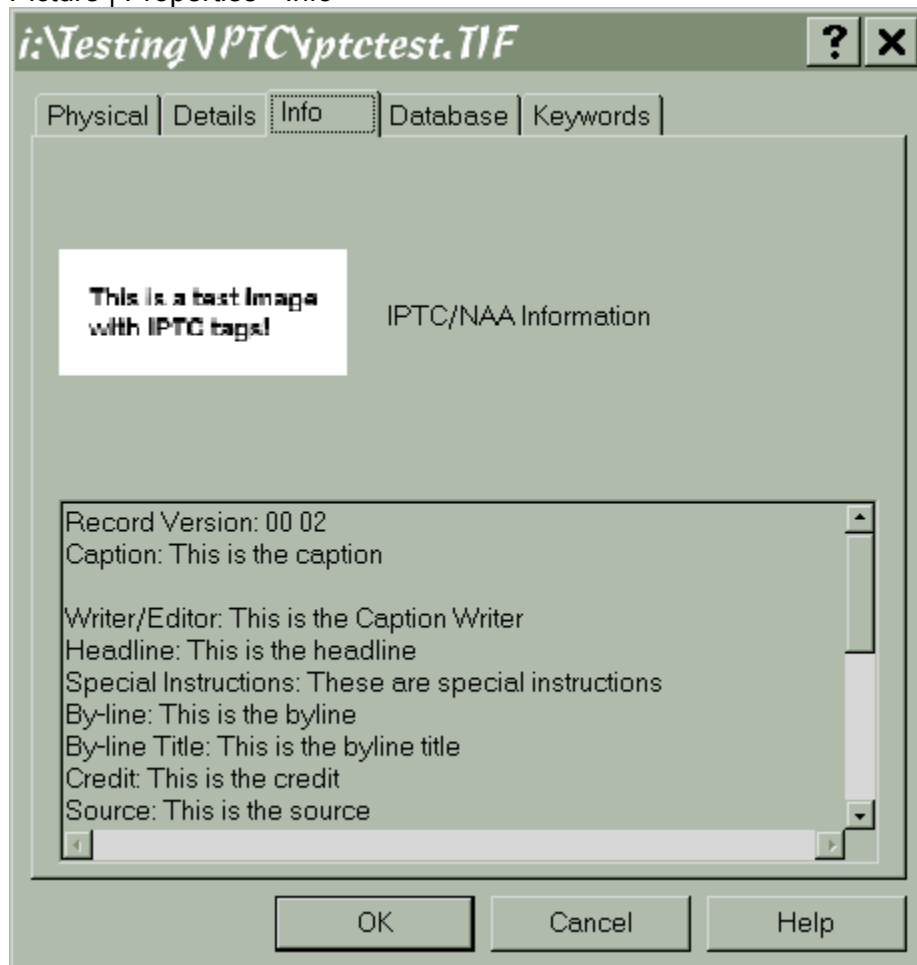 Picture | Properties - Info
i:\Testing\IPTC\iptctest.TIF
Physical Details Info Database Keywords
This is a test image
with IPTC tags!
IPTC/NAA Information
Record Version: 00 02
Caption: This is the caption
Writer/Editor: This is the Caption Writer
Headline: This is the headline
Special Instructions: These are special instructions
By-line: This is the byline
By-line Title: This is the byline title
Credit: This is the credit
Source: This is the source
OK Cancel Help